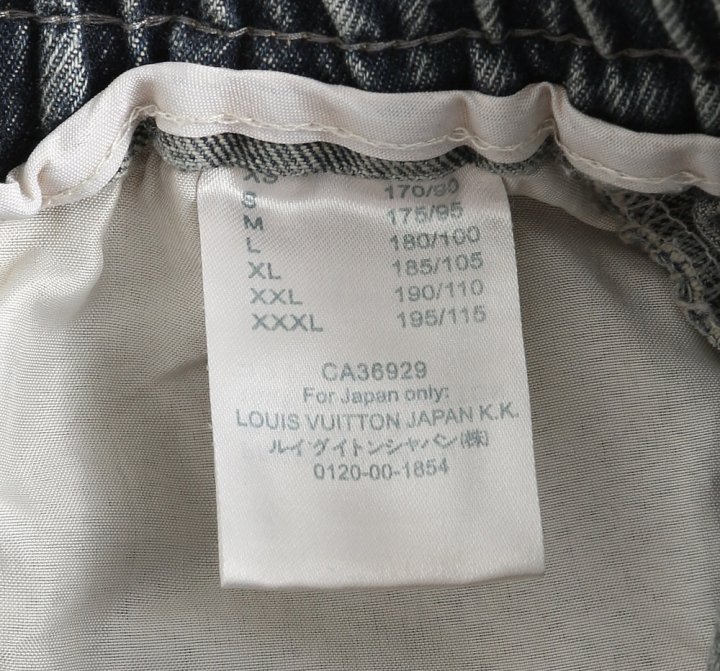 XS
S 170/90
M 175/95
L 180/100
XL 185/105
XXL 190/110
XXXL 195/115
CA36929
For Japan only:
LOUIS VUITTON JAPAN K.K.
ルイヴィトンジャパン(株)
0120-00-1854